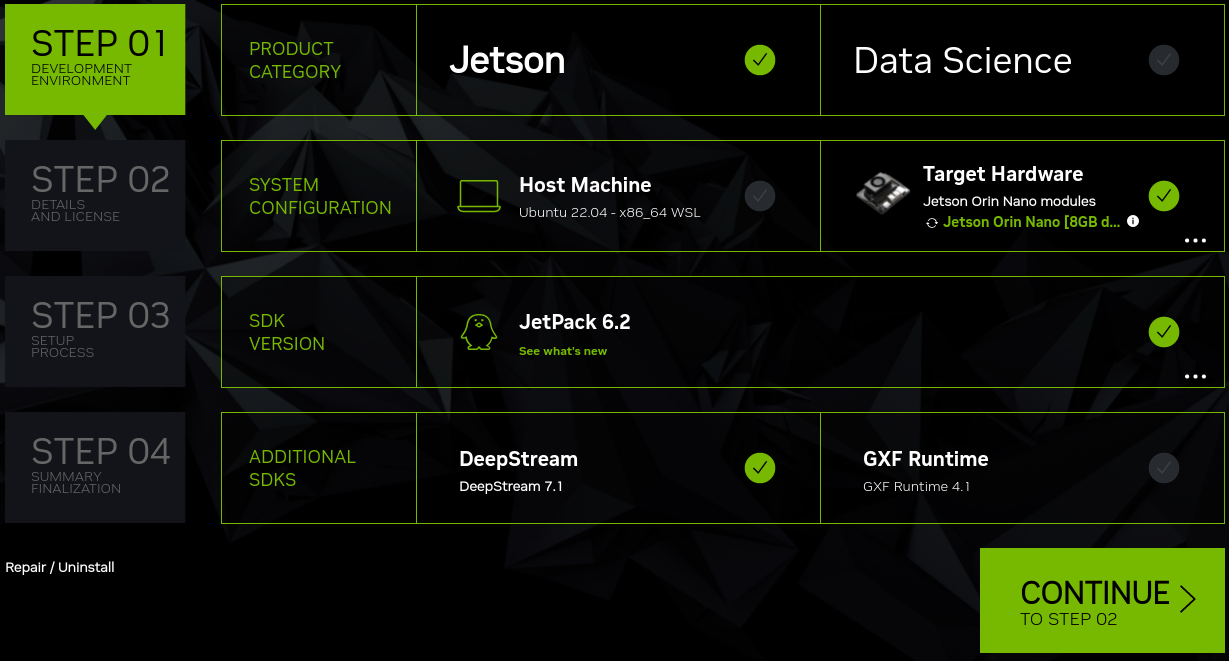 STEP 01
DEVELOPMENT
ENVIRONMENT
PRODUCT
CATEGORY
Jetson
Data Science
STEP 02
DETAILS
AND LICENSE
SYSTEM
CONFIGURATION
Host Machine
Ubuntu 22.04 - x86_64 WSL
Target Hardware
Jetson Orin Nano modules
Jetson Orin Nano [8GB d...
STEP 03
SETUP
PROCESS
SDK
VERSION
JetPack 6.2
See what's new
STEP 04
SUMMARY
FINALIZATION
ADDITIONAL
SDKS
DeepStream
DeepStream 7.1
GXF Runtime
GXF Runtime 4.1
Repair / Uninstall
CONTINUE
TO STEP 02